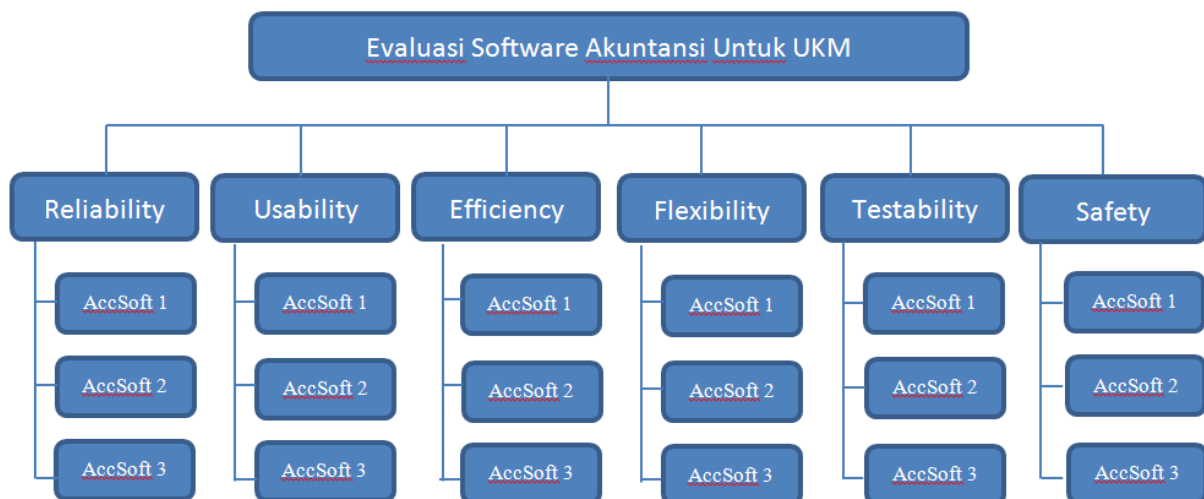 Evaluasi Software Akuntansi Untuk UKM
Reliability
Usability
Efficiency
Flexibility
Testability
Safety
AccSoft 1
AccSoft 1
AccSoft 1
AccSoft 1
AccSoft 1
AccSoft 1
AccSoft 2
AccSoft 2
AccSoft 2
AccSoft 2
AccSoft 2
AccSoft 2
AccSoft 3
AccSoft 3
AccSoft 3
AccSoft 3
AccSoft 3
AccSoft 3